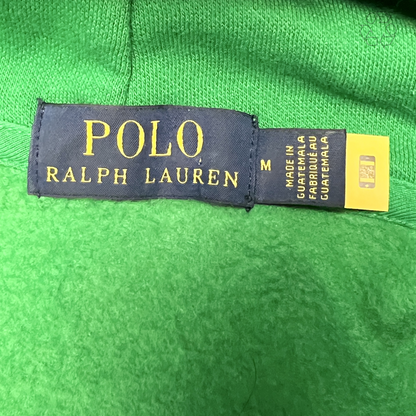 POLO
RALPH LAUREN
M
MADE IN
GUATEMALA
FABRIQUÉ AU
GUATEMALA